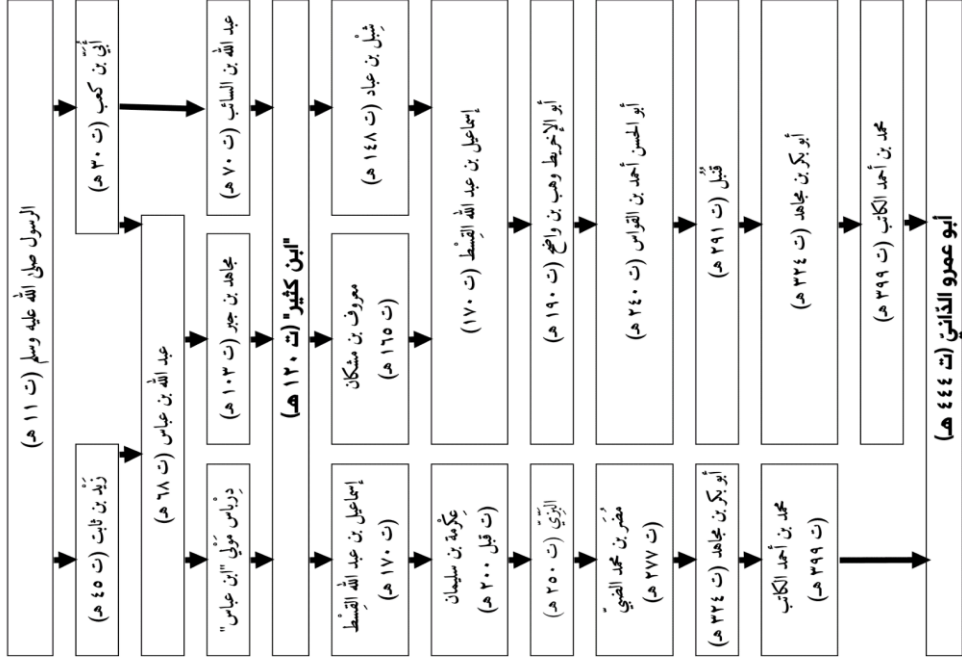 الرسول صلى الله عليه وسلم (ت ١١ هـ)
أُبَيّ بن كعب (ت ٣٠ هـ)
زَيْد بن ثابت (ت ٤٥ هـ)
عبد الله بن عباس (ت ٦٨ هـ)
عبد الله بن السائب (ت ٧٠ هـ)
مجاهد بن جبر (ت ١٠٣ هـ)
دِرْباس مَوْلى "ابن عباس"
"ابن كثير" (ت ١٢٠ هـ)
شِبْل بن عباد (ت ١٤٨ هـ)
معروف بن مشكان
(ت ١٦٥ هـ)
إسماعيل بن عبد الله القِسْط
(ت ١٧٠ هـ)
إسماعيل بن عبد الله القِسْط (ت ١٧٠)
عِكْرمة بن سليمان
(ت قبل ٢٠٠ هـ)
أبو الإخريط وهب بن واضح (ت ١٩٠ هـ)
البَزّيّ (ت ٢٥٠ هـ)
أبو الحسن أحمد بن القواس (ت ٢٤٠ هـ)
مُضَر بن محمد الضبيّ
(ت ٢٧٧ هـ)
قنبل (ت ٢٩١ هـ)
أبو بكر بن مجاهد (ت ٣٢٤ هـ)
أبو بكر بن مجاهد (ت ٣٢٤ هـ)
محمد بن أحمد الكاتب
(ت ٣٩٩ هـ)
محمد بن أحمد الكاتب (ت ٣٩٩ هـ)
أبو عمرو الدّانيّ (ت ٤٤٤ هـ)